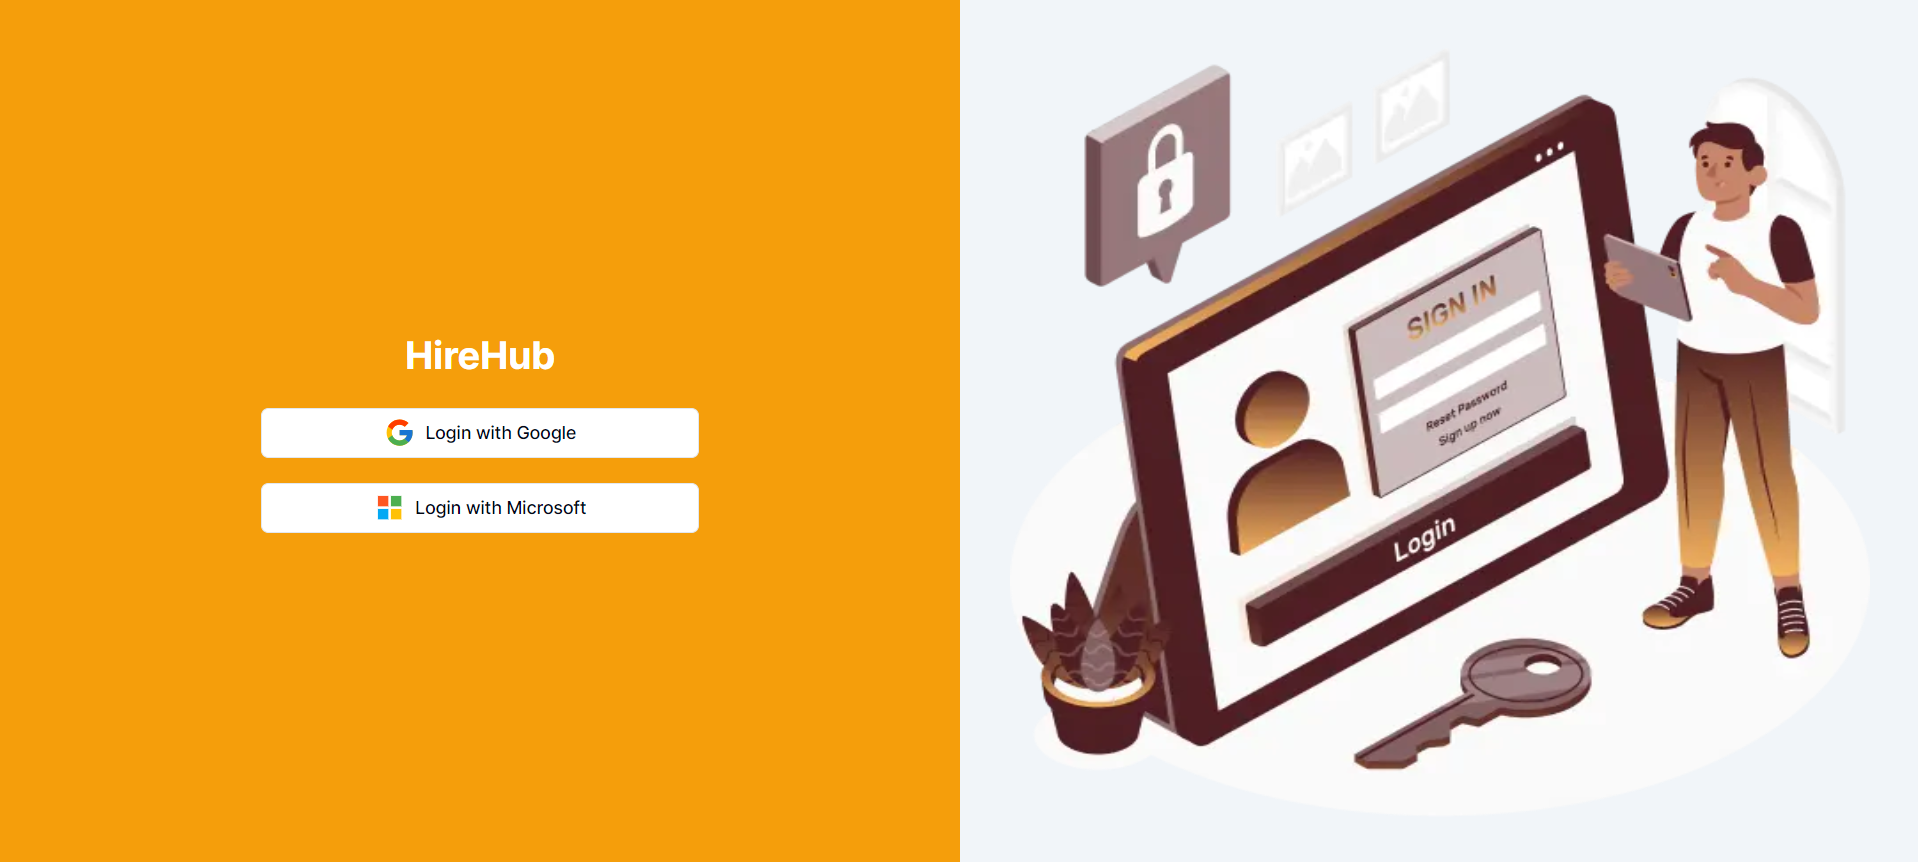 HireHub
Login with Google
Login with Microsoft
SIGN IN
Reset Password
Sign up now
Login